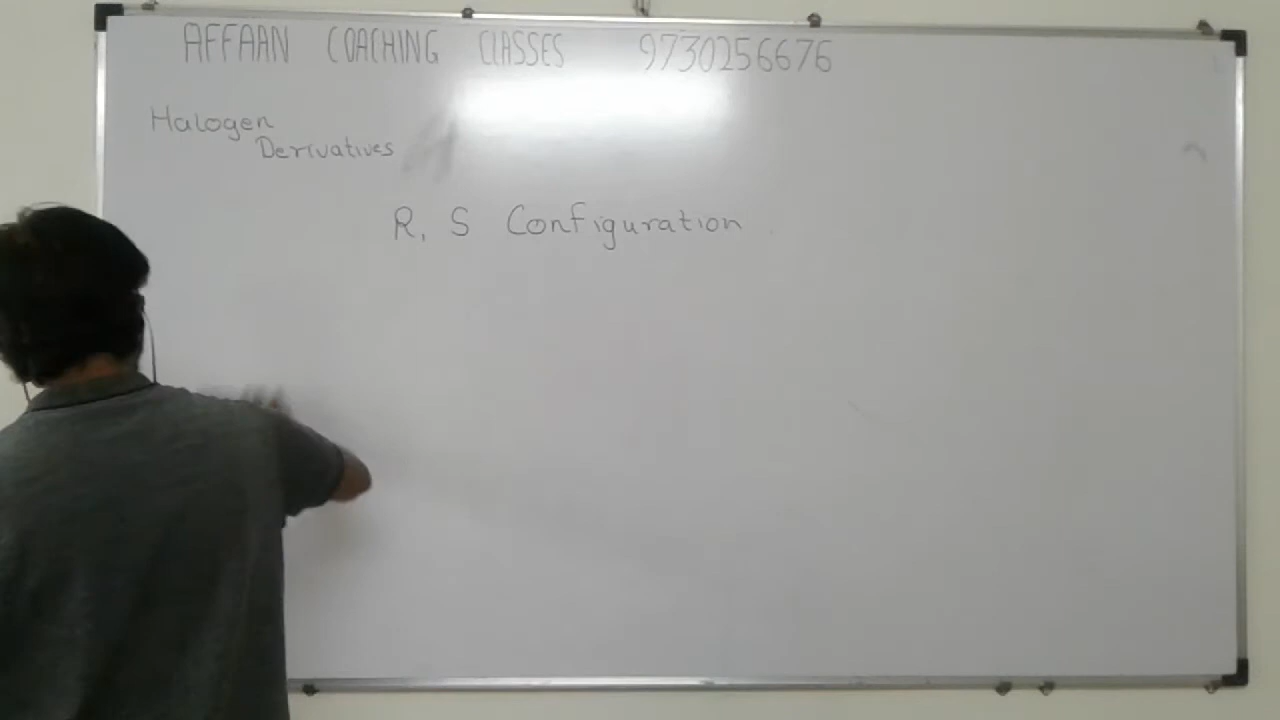 AFFAAN COACHING CLASSES 9730256676
Halogen
Derivatives
R, S Configuration